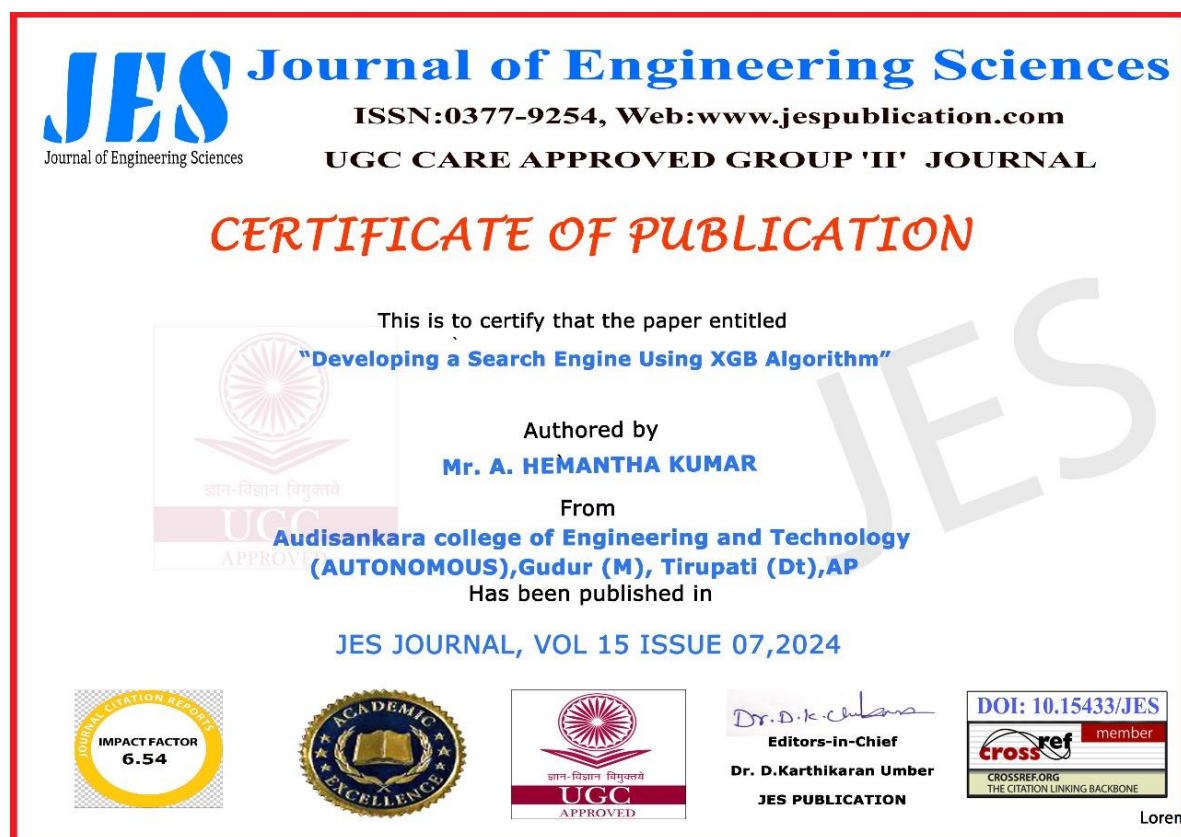 JES Journal of Engineering Sciences
Journal of Engineering Sciences
ISSN:0377-9254, Web:www.jespublication.com
UGC CARE APPROVED GROUP 'II' JOURNAL
CERTIFICATE OF PUBLICATION
This is to certify that the paper entitled
“Developing a Search Engine Using XGB Algorithm”
Authored by
Mr. A. HEMANTHA KUMAR
From
Audisankara college of Engineering and Technology
(AUTONOMOUS),Gudur (M), Tirupati (Dt),AP
Has been published in
JES JOURNAL, VOL 15 ISSUE 07,2024
ज्ञान-विज्ञान विमुक्तये
UGC
APPROVED
JES
JOURNAL CITATION REPORTS
IMPACT FACTOR
6.54
ACADEMIC
EXCELLENCE
ज्ञान-विज्ञान विमुक्तये
UGC
APPROVED
Dr. D. K.
Editors-in-Chief
Dr. D.Karthikaran Umber
JES PUBLICATION
DOI: 10.15433/JES
crossref member
CROSSREF.ORG
THE CITATION LINKING BACKBONE
Lorem